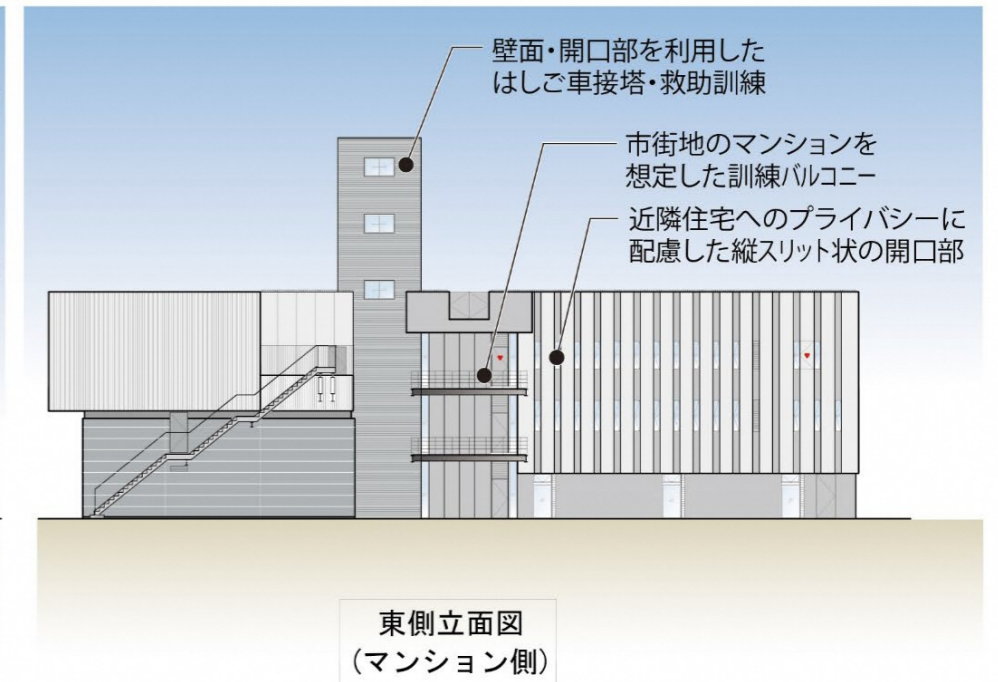 壁面・開口部を利用した
はしご車接塔・救助訓練
市街地のマンションを
想定した訓練バルコニー
近隣住宅へのプライバシーに
配慮した縦スリット状の開口部
東側立面図
（マンション側）